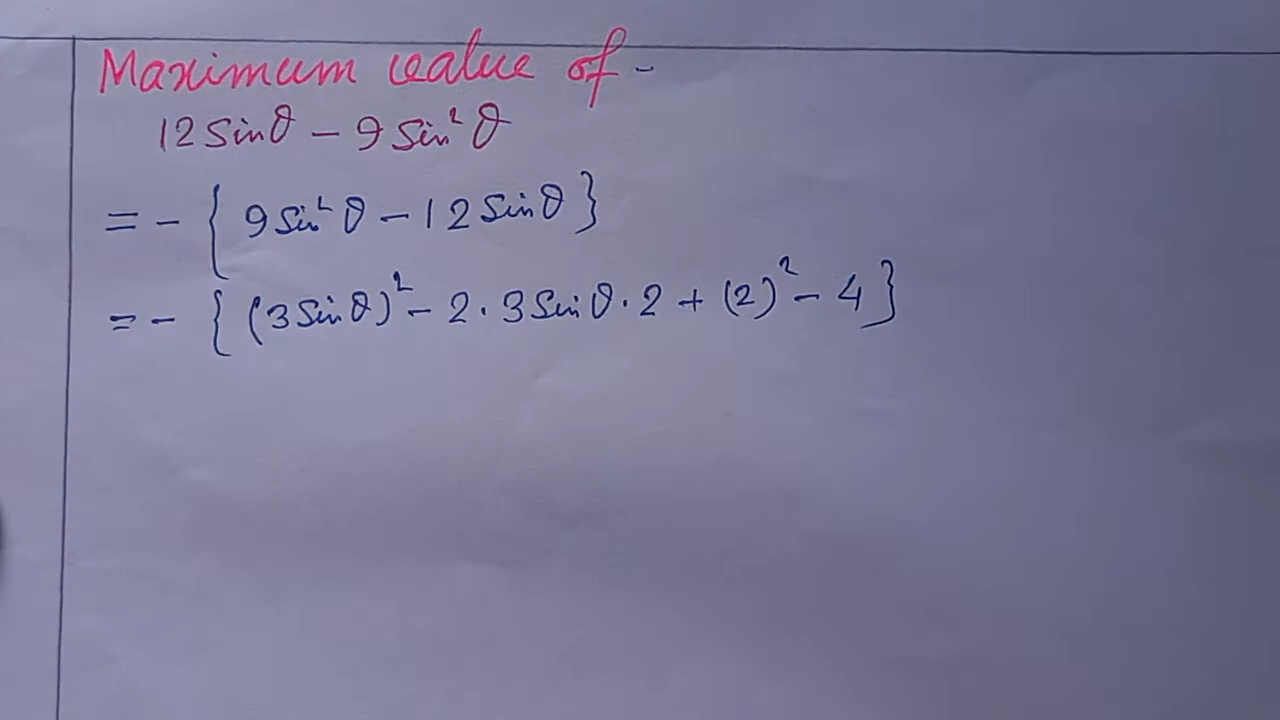 Maximum value of -
12 Sinθ - 9 Sin²θ
= - { 9 Sin²θ - 12 Sinθ }
= - { (3 Sinθ)² - 2 · 3 Sinθ · 2 + (2)² - 4 }